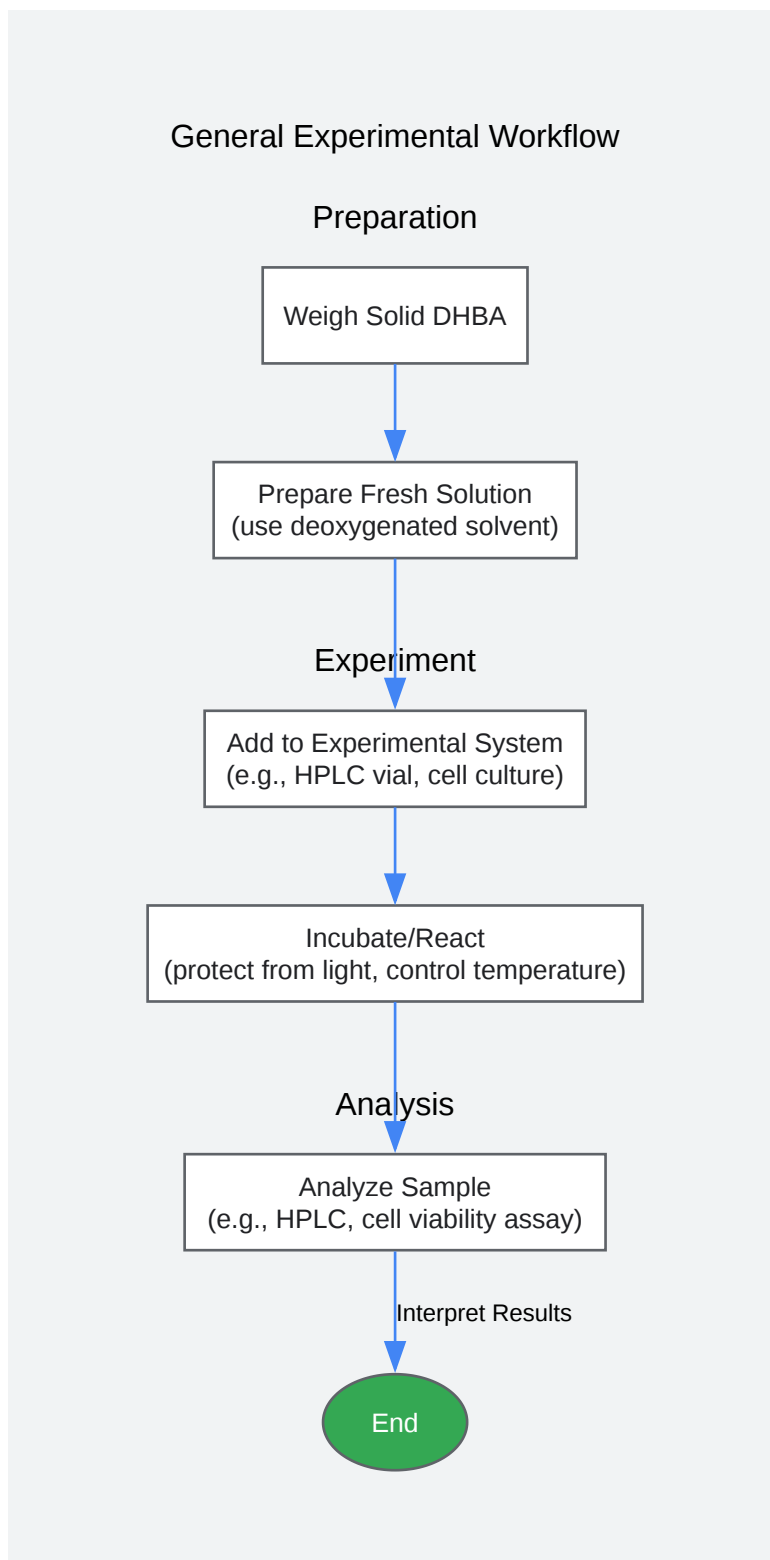 General Experimental Workflow
Preparation
Weigh Solid DHBA
Prepare Fresh Solution
(use deoxygenated solvent)
Experiment
Add to Experimental System
(e.g., HPLC vial, cell culture)
Incubate/React
(protect from light, control temperature)
Analysis
Analyze Sample
(e.g., HPLC, cell viability assay)
Interpret Results
End